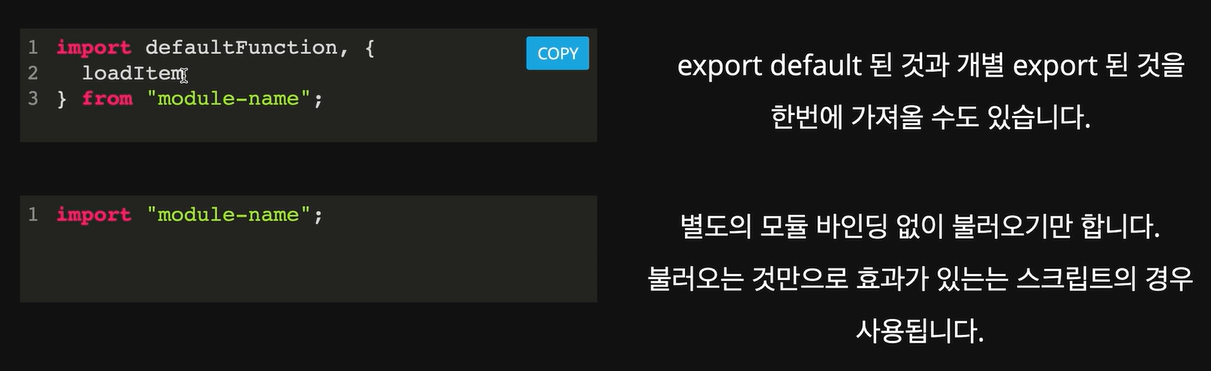 1 import defaultFunction, {
2 loadItem
3 } from "module-name";
COPY
export default 된 것과 개별 export 된 것을
한번에 가져올 수도 있습니다.
1 import "module-name";
별도의 모듈 바인딩 없이 불러오기만 합니다.
불러오는 것만으로 효과가 있는는 스크립트의 경우
사용됩니다.